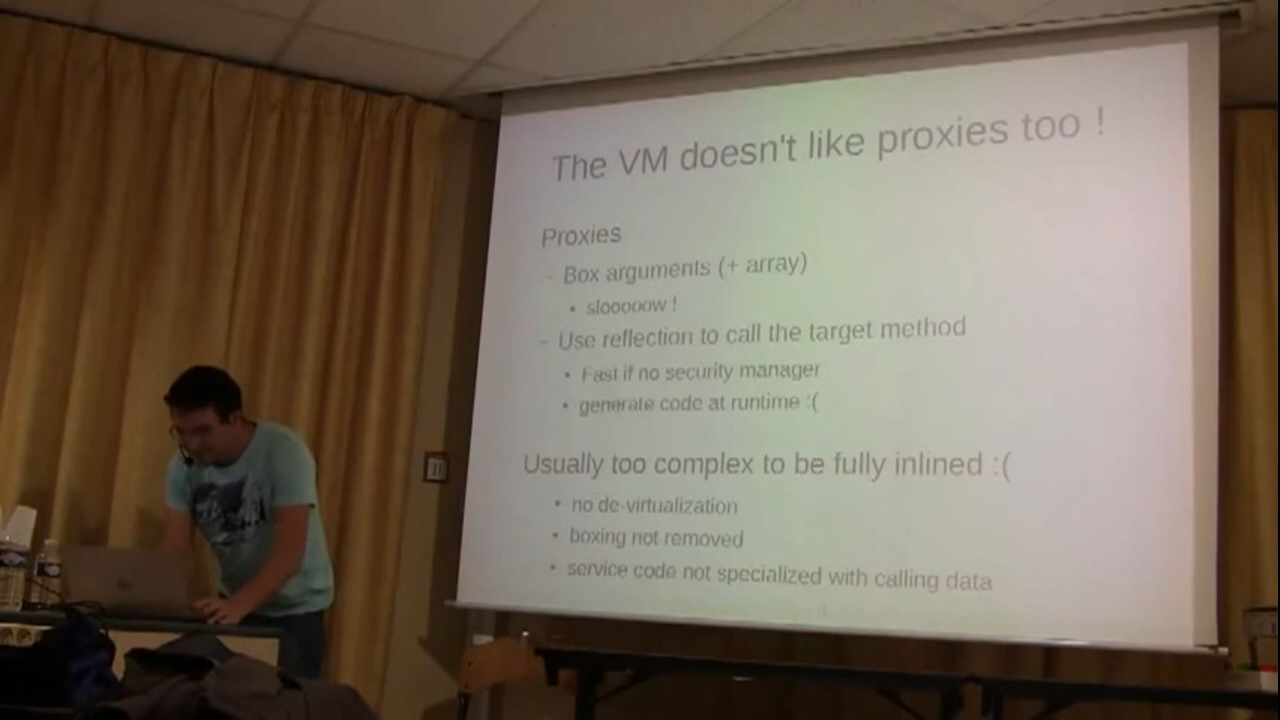 The VM doesn't like proxies too !
Proxies
- Box arguments (+ array)
• slooooow !
- Use reflection to call the target method
• Fast if no security manager
• generate code at runtime :(
Usually too complex to be fully inlined :(
• no de-virtualization
• boxing not removed
• service code not specialized with calling data